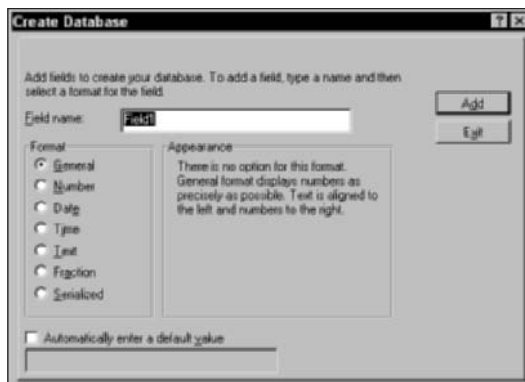 Create Database
Add fields to create your database. To add a field, type a name and then
select a format for the field.
Field name:
Field1
Add
Exit
Format
General
Number
Date
Time
Text
Fraction
Serialized
Appearance
There is no option for this format.
General format displays numbers as
precisely as possible. Text is aligned to
the left and numbers to the right.
Automatically enter a default value